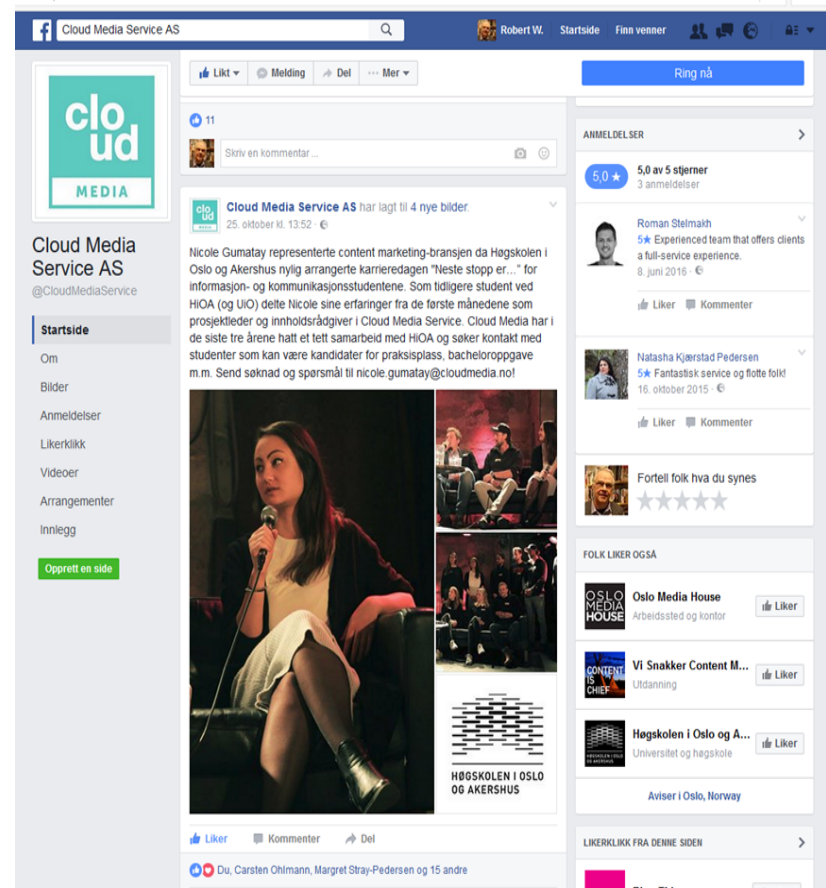 Cloud Media Service AS
Robert W.
Startside
Finn venner
clo
ud
MEDIA
Cloud Media
Service AS
@CloudMediaService
Startside
Om
Bilder
Anmeldelser
Likerklikk
Videoer
Arrangementer
Innlegg
Opprett en side
Likt
Melding
Del
··· Mer
Ring nå
11
Skriv en kommentar ...
clo
ud
Cloud Media Service AS har lagt til 4 nye bilder.
25. oktober kl. 13:52 ·
Nicole Gumatay representerte content marketing-bransjen da Høgskolen i
Oslo og Akershus nylig arrangerte karrieredagen "Neste stopp er…" for
informasjon- og kommunikasjonsstudentene. Som tidligere student ved
HiOA (og UiO) delte Nicole sine erfaringer fra de første månedene som
prosjektleder og innholdsrådgiver i Cloud Media Service. Cloud Media har i
de siste tre årene hatt et tett samarbeid med HiOA og søker kontakt med
studenter som kan være kandidater for praksisplass, bacheloroppgave
m.m. Send søknad og spørsmål til nicole.gumatay@cloudmedia.no!
HØGSKOLEN I OSLO
OG AKERSHUS
Liker
Kommenter
Del
Du, Carsten Ohlmann, Margret Stray-Pedersen og 15 andre
ANMELDELSER
5,0 ★
5,0 av 5 stjerner
3 anmeldelser
Roman Stelmakh
5★ Experienced team that offers clients
a full-service experience.
8. juni 2016 ·
Liker
Kommenter
Natasha Kjærstad Pedersen
5★ Fantastisk service og flotte folk!
16. oktober 2015 ·
Liker
Kommenter
Fortell folk hva du synes
FOLK LIKER OGSÅ
OSLO
MEDIA
HOUSE
Oslo Media House
Arbeidssted og kontor
Liker
CONTENT
IS
CHIEF
Vi Snakker Content M...
Utdanning
Liker
Høgskolen i Oslo og A...
Universitet og høgskole
Liker
Aviser i Oslo, Norway
LIKERKLIKK FRA DENNE SIDEN